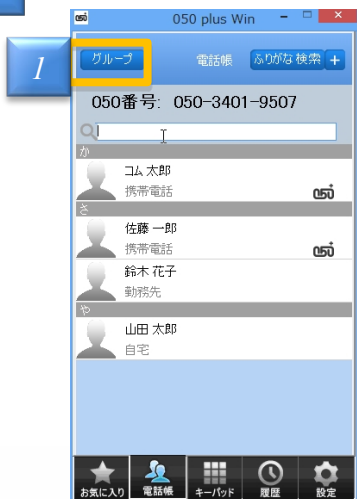 050 050 plus Win
1
グループ 電話帳 ふりがな検索 +
050番号: 050-3401-9507
か
コム 太郎
携帯電話 050
さ
佐藤 一郎
携帯電話 050
鈴木 花子
勤務先
や
山田 太郎
自宅
お気に入り 電話帳 キーパッド 履歴 設定